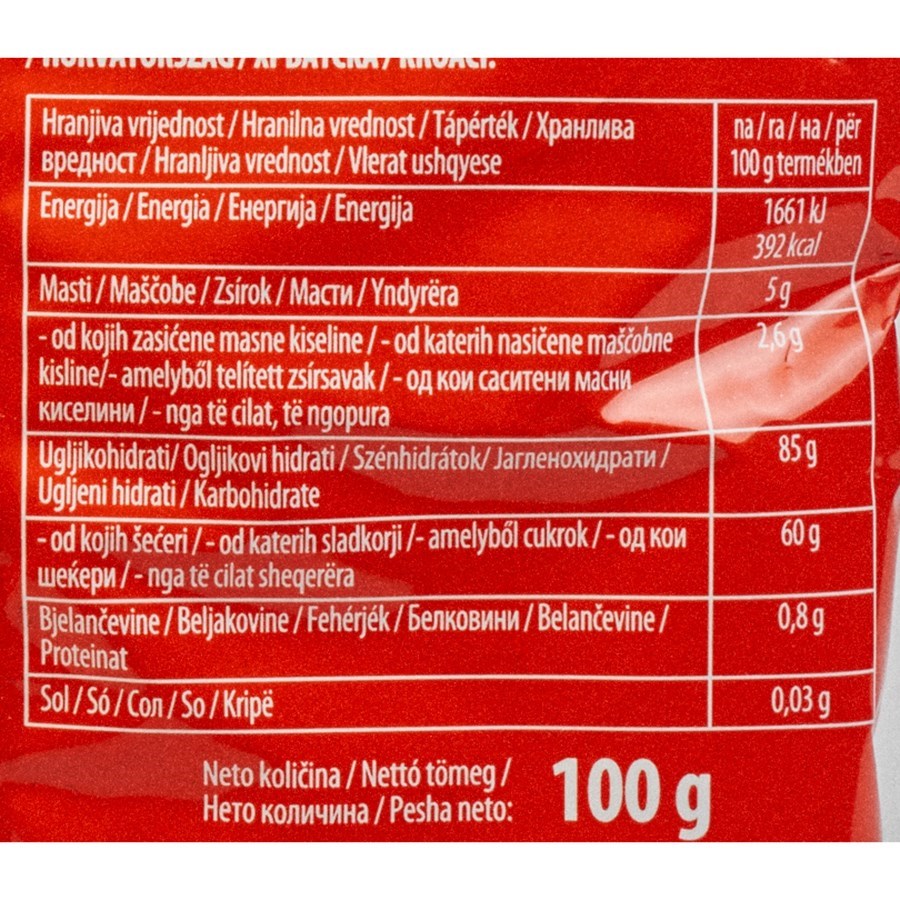 Hranjiva vrijednost / Hranilna vrednost / Tápérték / Хранлива
вредност / Hranljiva vrednost / Vlerat ushqyese
na / ra / на / për
100 g termékben
Energija / Energia / Енергија / Energjija
1661 kJ
392 kcal
Masti / Maščobe / Zsírok / Масти / Yndyrëra
5 g
- od kojih zasićene masne kiseline / - od katerih nasičene maščobne
kisline/- amelyből telített zsírsavak / - од кои саситени масни
киселини / - nga të cilat, të ngopura
2,6 g
Ugljikohidrati/ Ogljikovi hidrati / Szénhidrátok/ Јагленохидрати /
Ugljeni hidrati / Karbohidrate
85 g
- od kojih šećeri / - od katerih sladkorji /- amelyből cukrok / - од кои
шеќери / - nga të cilat sheqerëra
60 g
Bjelančevine / Beljakovine / Fehérjék / Белковини / Belančevine /
Proteinat
0,8 g
Sol / Só / Сол / So / Kripë
0,03 g
Neto količina / Nettó tömeg /
Нето количина / Pesha neto:
100 g